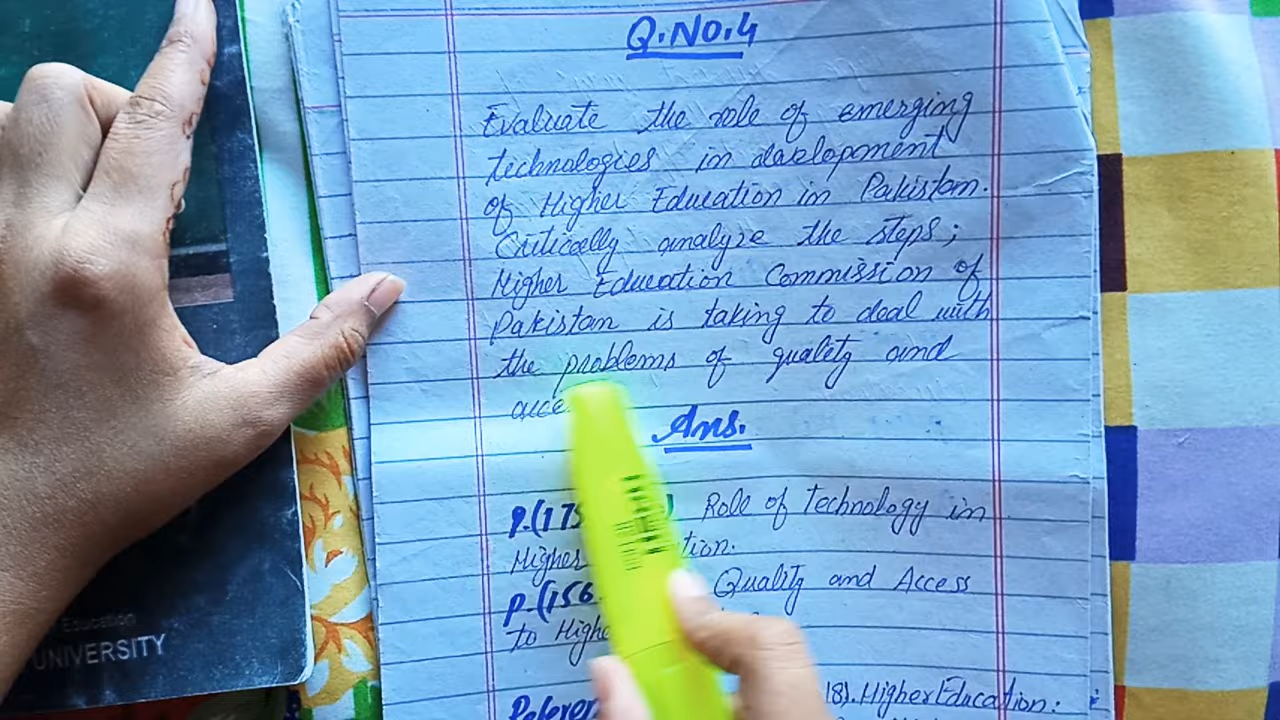 Q.NO.4
Evaluate the role of emerging
technologies in development
of Higher Education in Pakistan.
Critically analyze the steps;
Higher Education Commission of
Pakistan is taking to deal with
the problems of quality and
Ans.
Role of technology in
Quality and Access
to
18). Higher Education:
Education
UNIVERSITY